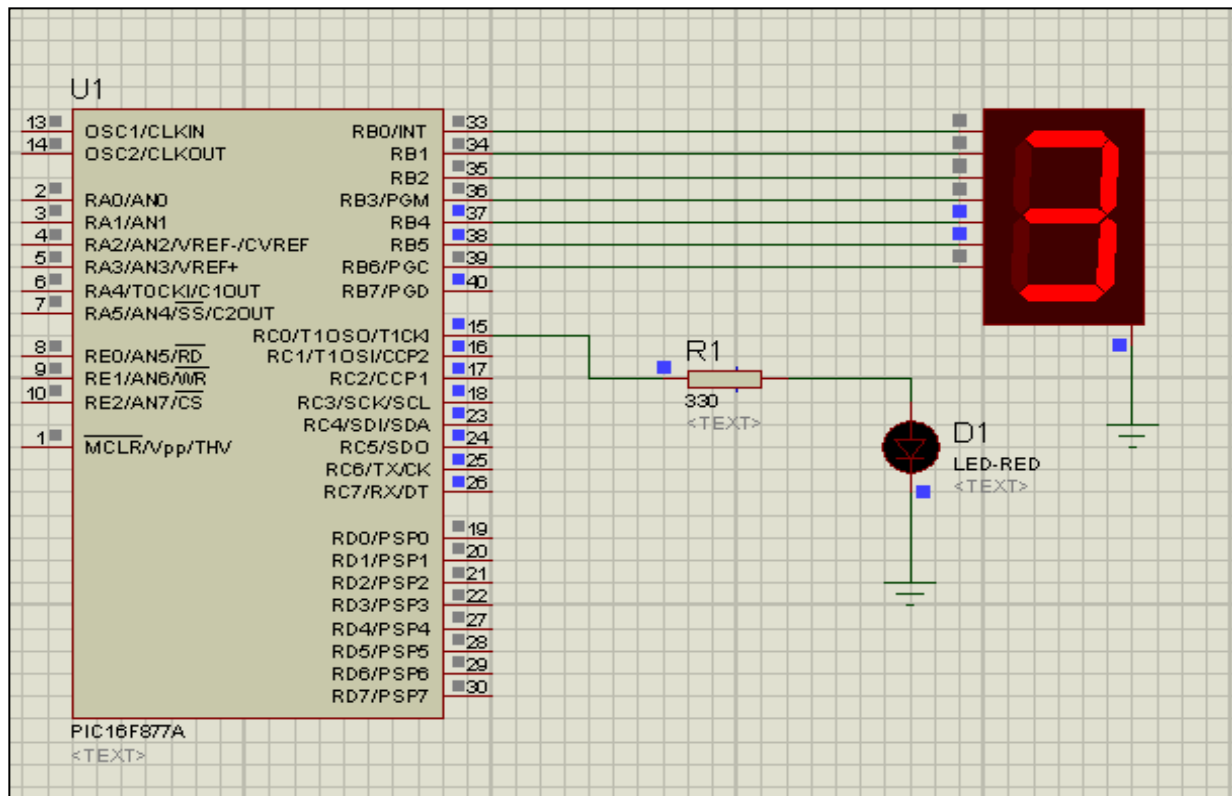 U1
13 OSC1/CLKIN RB0/INT 33
14 OSC2/CLKOUT RB1 34
RB2 35
2 RA0/AN0 RB3/PGM 36
3 RA1/AN1 RB4 37
4 RA2/AN2/VREF-/CVREF RB5 38
5 RA3/AN3/VREF+ RB6/PGC 39
6 RA4/T0CKI/C1OUT RB7/PGD 40
7 RA5/AN4/SS/C2OUT
RC0/T1OSO/T1CKI 15
8 RE0/AN5/RD RC1/T1OSI/CCP2 16
9 RE1/AN6/WR RC2/CCP1 17
10 RE2/AN7/CS RC3/SCK/SCL 18
RC4/SDI/SDA 23
1 MCLR/Vpp/THV RC5/SDO 24
RC6/TX/CK 25
RC7/RX/DT 26
RD0/PSP0 19
RD1/PSP1 20
RD2/PSP2 21
RD3/PSP3 22
RD4/PSP4 27
RD5/PSP5 28
RD6/PSP6 29
RD7/PSP7 30
PIC16F877A
<TEXT>
R1
330
<TEXT>
3
D1
LED-RED
<TEXT>